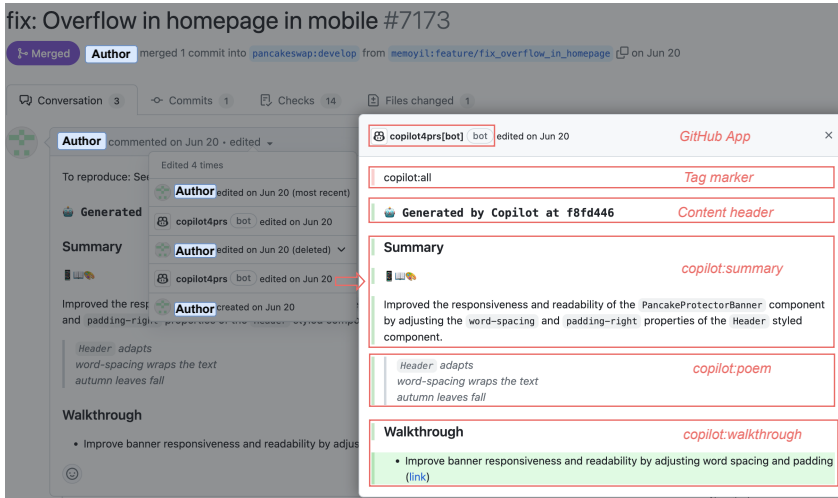 fix: Overflow in homepage in mobile #7173
Merged Author merged 1 commit into pancakeswap:develop from memoyil:feature/fix_overflow_in_homepage on Jun 20
Conversation 3 Commits 1 Checks 14 Files changed 1
Author commented on Jun 20 • edited
Edited 4 times
To reproduce: See
Author edited on Jun 20 (most recent)
Generated
copilot4prs bot edited on Jun 20
Summary
Author edited on Jun 20 (deleted)
copilot4prs bot edited on Jun 20
Improved the resp
Author created on Jun 20
and padding-right properties of the Header styled compo
Header adapts
word-spacing wraps the text
autumn leaves fall
Walkthrough
• Improve banner responsiveness and readability by adjus
copilot4prs[bot] bot edited on Jun 20 GitHub App ×
copilot:all Tag marker
Generated by Copilot at f8fd446 Content header
Summary
copilot:summary
Improved the responsiveness and readability of the PancakeProtectorBanner component
by adjusting the word-spacing and padding-right properties of the Header styled
component.
Header adapts copilot:poem
word-spacing wraps the text
autumn leaves fall
Walkthrough copilot:walkthrough
• Improve banner responsiveness and readability by adjusting word spacing and padding
(link)